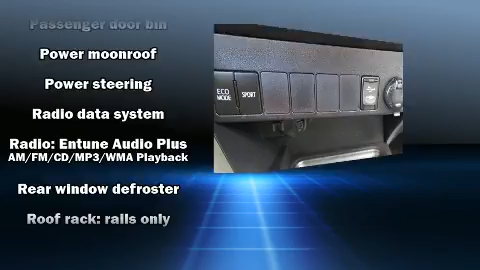 Passenger door bin
Power moonroof
Power steering
Radio data system
Radio: Entune Audio Plus
AM/FM/CD/MP3/WMA Playback
Rear window defroster
Roof rack: rails only
ECO
MODE
SPORT